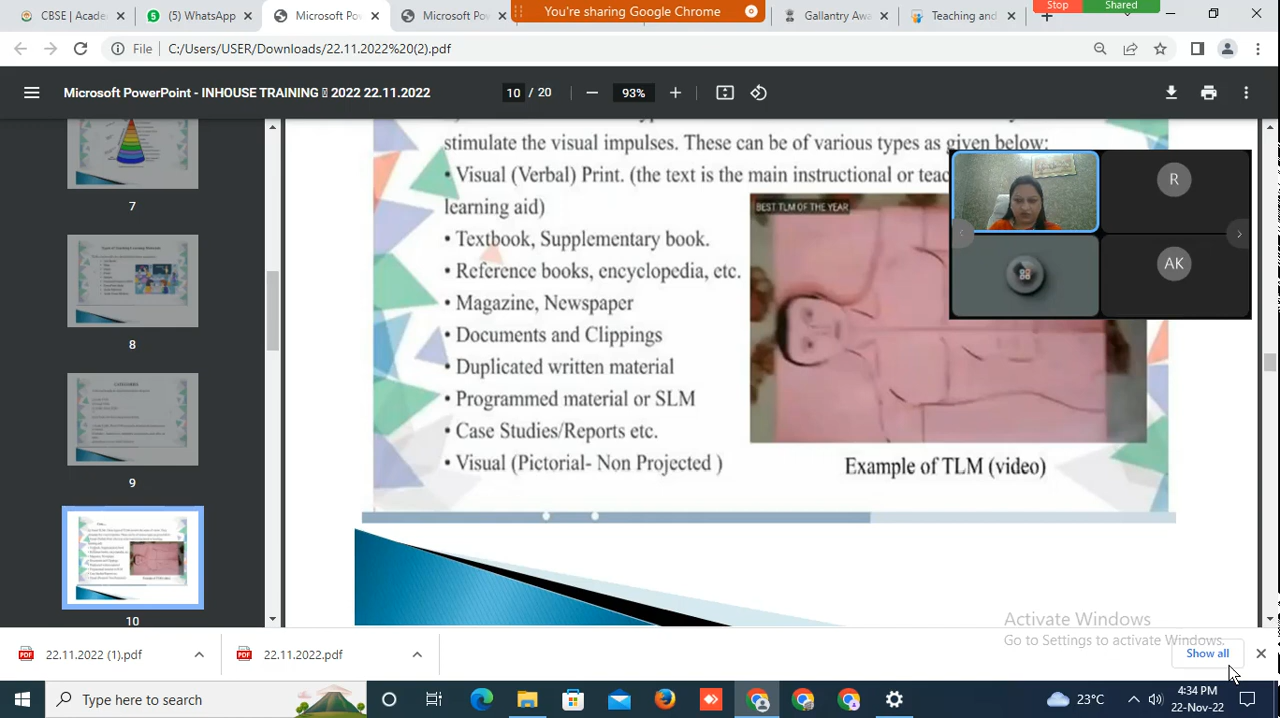 CBSE | Acade
(5) WhatsApp
Microsoft Po
Microsoft Po
You're sharing Google Chrome
Gallantry Awa
Teaching and
Stop
Shared
File
C:/Users/USER/Downloads/22.11.2022%20(2).pdf
Microsoft PowerPoint - INHOUSE TRAINING 2022 22.11.2022
10 / 20
93%
stimulate the visual impulses. These can be of various types as given below:
• Visual (Verbal) Print. (the text is the main instructional or teac
learning aid)
• Textbook, Supplementary book.
• Reference books, encyclopedia, etc.
• Magazine, Newspaper
• Documents and Clippings
• Duplicated written material
• Programmed material or SLM
• Case Studies/Reports etc.
• Visual (Pictorial- Non Projected )
BEST TLM OF THE YEAR
Example of TLM (video)
R
AK
7
Types of Teaching Learning Materials
8
CATEGORIES
9
10
Activate Windows
Go to Settings to activate Windows.
22.11.2022 (1).pdf
22.11.2022.pdf
Show all
Type here to search
23°C
4:34 PM
22-Nov-22